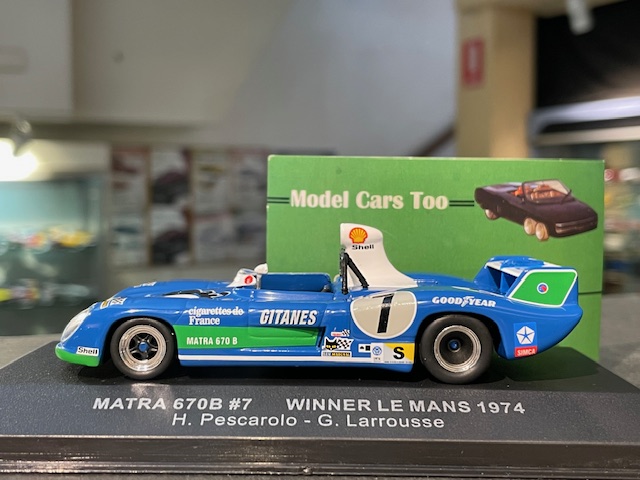 Model Cars Too
Shell
cigarettes de
France
GITANES
7
GOODYEAR
MATRA 670 B
Shell
S
SIMCA
MATRA 670B #7 WINNER LE MANS 1974
H. Pescarolo - G. Larrousse